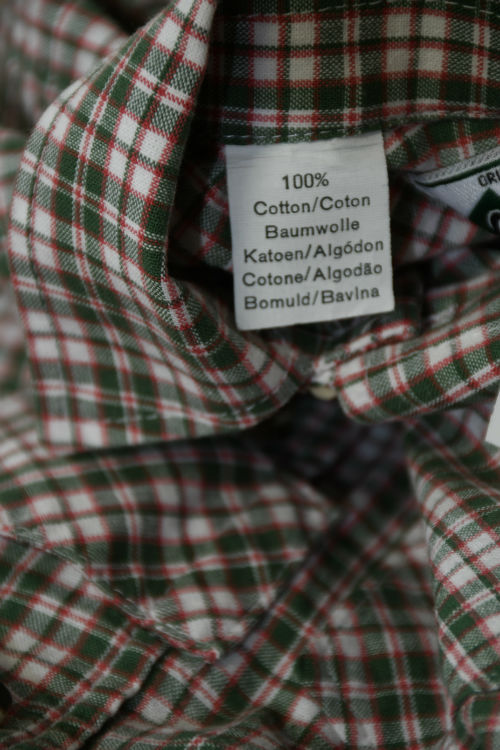 100%
Cotton/Coton
Baumwolle
Katoen/Algódon
Cotone/Algodão
Bomuld/Bavlna